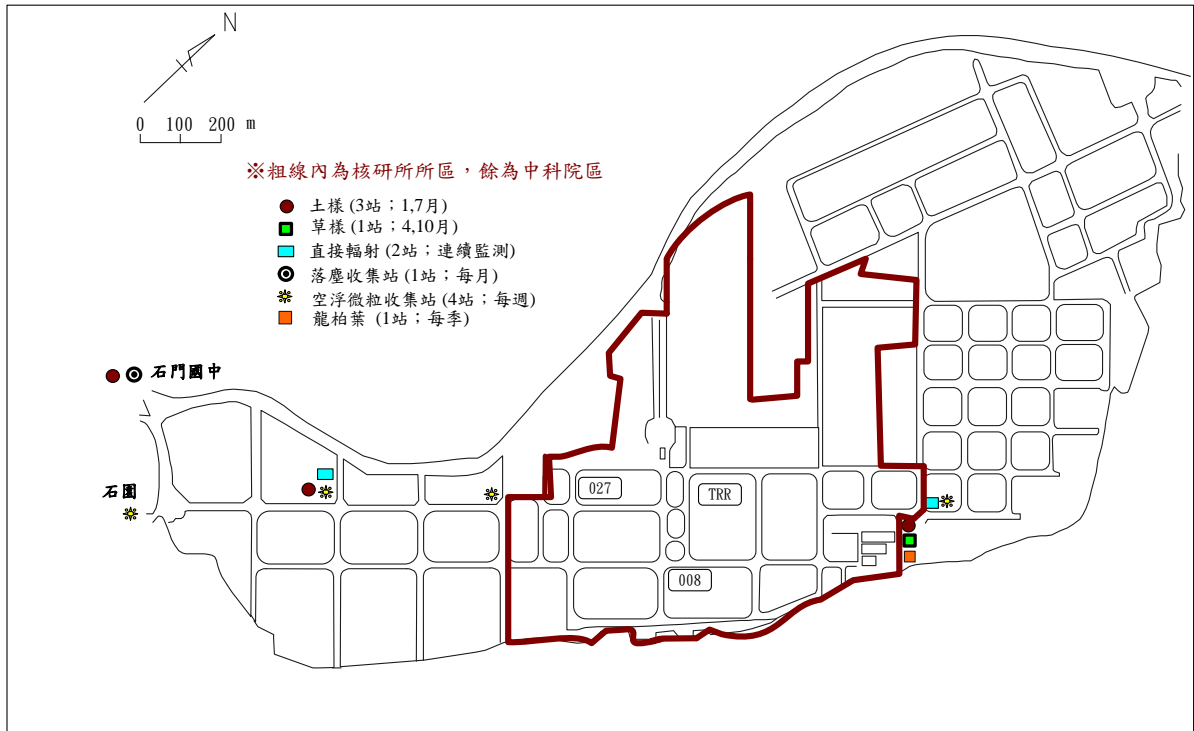 N
0 100 200 m
※粗線內為核研所所區，餘為中科院區
土樣 (3站；1,7月)
草樣 (1站；4,10月)
直接輻射 (2站；連續監測)
落塵收集站 (1站；每月)
空浮微粒收集站 (4站；每週)
龍柏葉 (1站；每季)
石門國中
石園
027
TRR
008